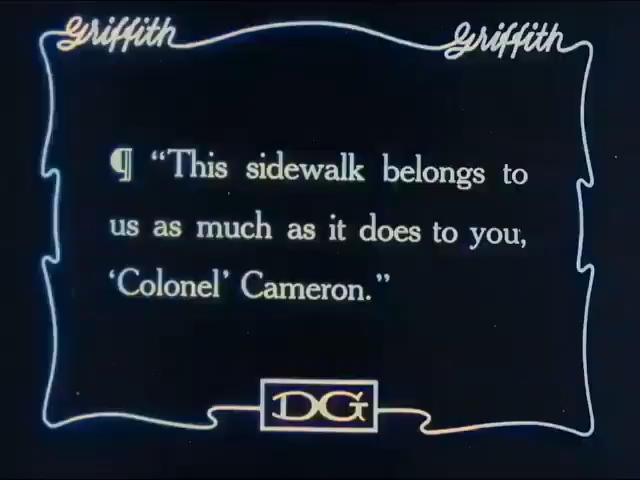 Griffith Griffith
¶ “This sidewalk belongs to
us as much as it does to you,
‘Colonel’ Cameron.”
DG